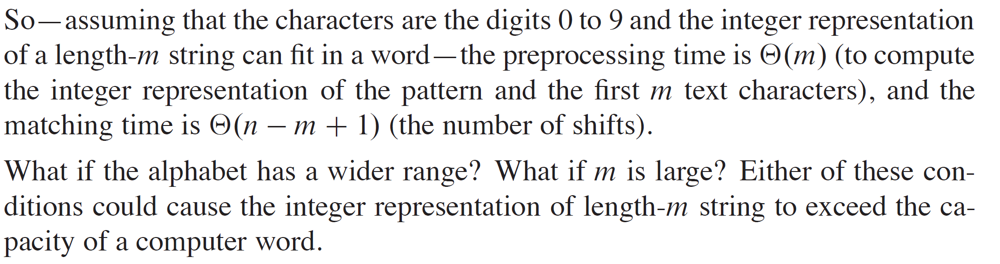 So—assuming that the characters are the digits 0 to 9 and the integer representation
of a length-m string can fit in a word—the preprocessing time is Θ(m) (to compute
the integer representation of the pattern and the first m text characters), and the
matching time is Θ(n − m + 1) (the number of shifts).
What if the alphabet has a wider range? What if m is large? Either of these con-
ditions could cause the integer representation of length-m string to exceed the ca-
pacity of a computer word.